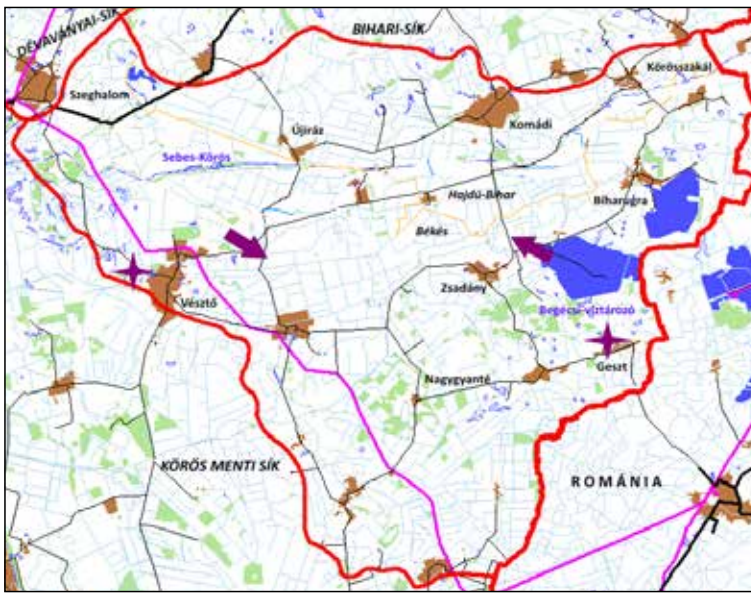 DÉVAVÁNYAI-SÍK
BIHARI-SÍK
Körösszakál
Szeghalom
Komádi
Újiráz
Sebes-Körös
Hajdú-Bihar
Biharugra
Békés
Zsadány
Vésztő
Begécsi-víztározó
Geszt
Nagygyanté
KÖRÖS MENTI SÍK
ROMÁNIA